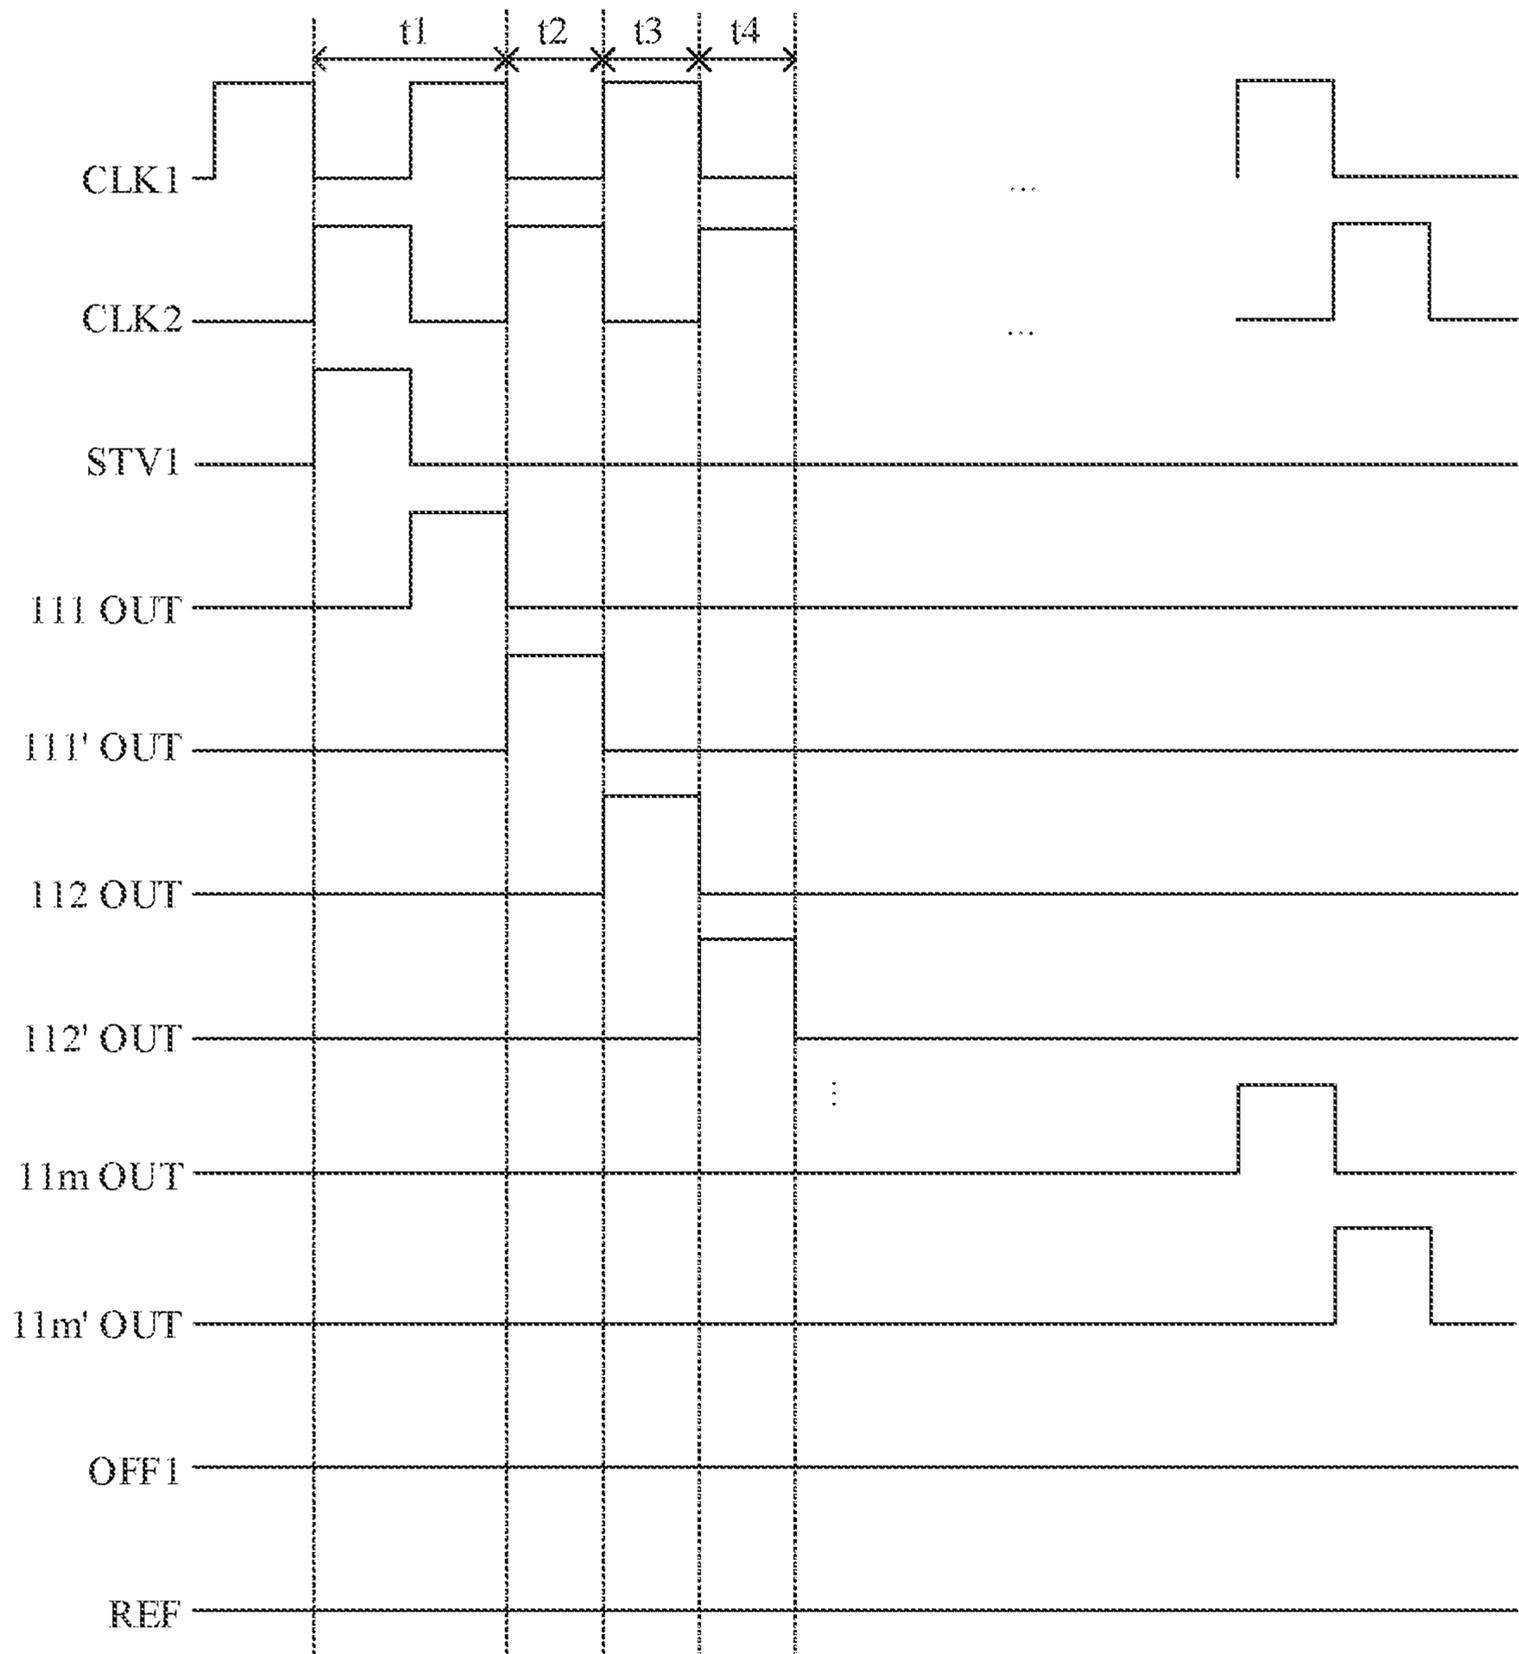 t1 t2 t3 t4
CLK1
...
CLK2
...
STV1
111 OUT
111' OUT
112 OUT
112' OUT
⋮
11m OUT
11m' OUT
OFF1
REF